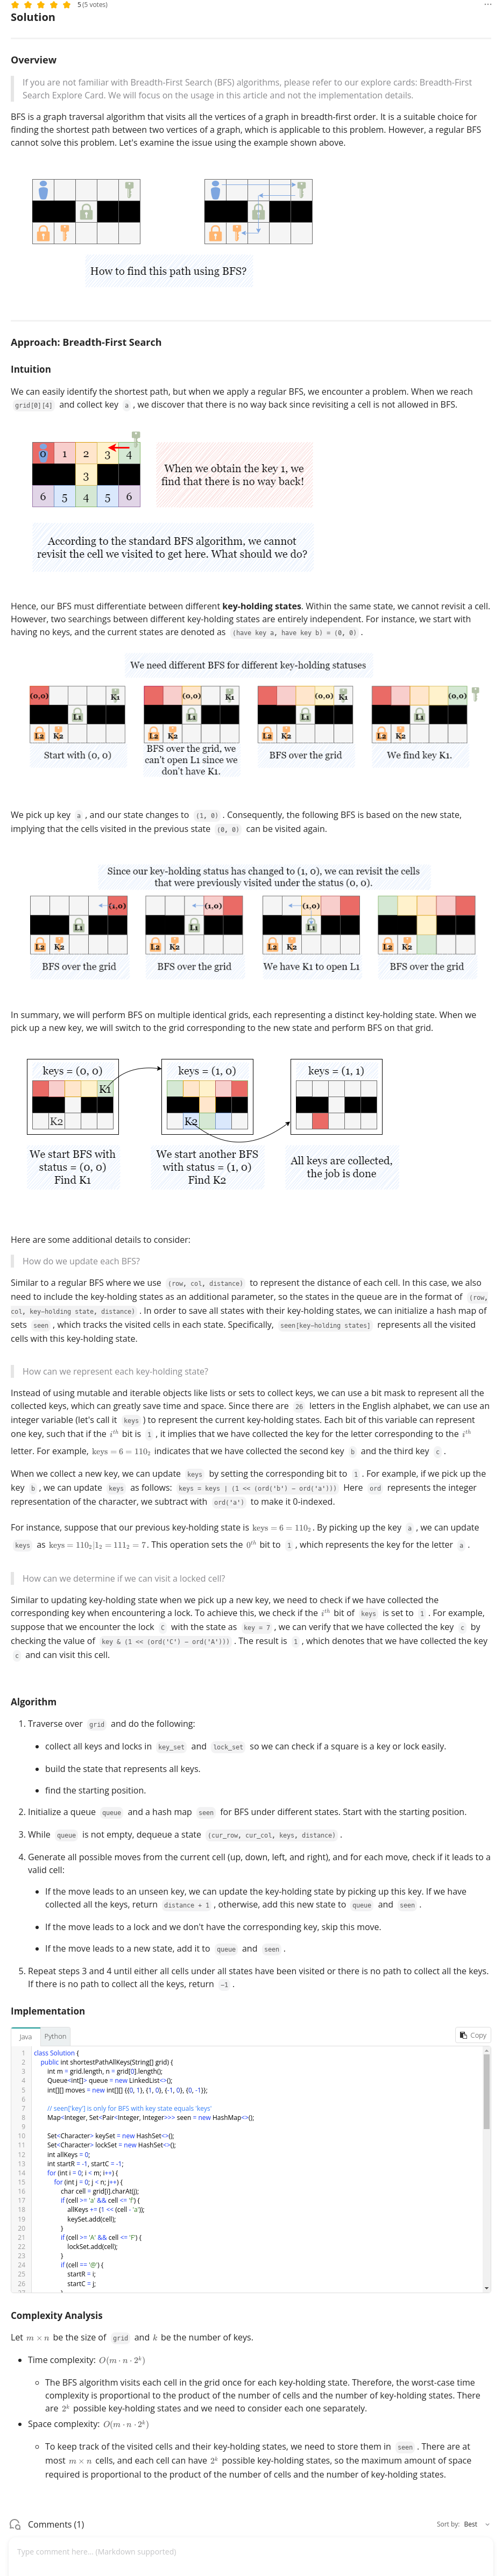 5 (5 votes)
Solution
Overview
If you are not familiar with Breadth-First Search (BFS) algorithms, please refer to our explore cards: Breadth-First
Search Explore Card. We will focus on the usage in this article and not the implementation details.
BFS is a graph traversal algorithm that visits all the vertices of a graph in breadth-first order. It is a suitable choice for
finding the shortest path between two vertices of a graph, which is applicable to this problem. However, a regular BFS
cannot solve this problem. Let's examine the issue using the example shown above.
How to find this path using BFS?
Approach: Breadth-First Search
Intuition
We can easily identify the shortest path, but when we apply a regular BFS, we encounter a problem. When we reach
grid[0][4] and collect key a , we discover that there is no way back since revisiting a cell is not allowed in BFS.
0 1 2 3 4
3
6 5 4 5 6
When we obtain the key 1, we
find that there is no way back!
According to the standard BFS algorithm, we cannot
revisit the cell we visited to get here. What should we do?
Hence, our BFS must differentiate between different key-holding states. Within the same state, we cannot revisit a cell.
However, two searchings between different key-holding states are entirely independent. For instance, we start with
having no keys, and the current states are denoted as (have key a, have key b) = (0, 0) .
We need different BFS for different key-holding statuses
(0,0) K1 (0,0) K1 (0,0) K1 (0,0)
L1 L1 L1 L1
L2 K2 L2 K2 L2 K2 L2 K2
Start with (0, 0)
BFS over the grid, we
can't open L1 since we
don't have K1.
BFS over the grid
We find key K1.
We pick up key a , and our state changes to (1, 0) . Consequently, the following BFS is based on the new state,
implying that the cells visited in the previous state (0, 0) can be visited again.
Since our key-holding status has changed to (1, 0), we can revisit the cells
that were previously visited under the status (0, 0).
(1,0) (1,0) (1,0)
L1 L1 L1
L2 K2 L2 K2 L2 K2 L2 K2
BFS over the grid
BFS over the grid
We have K1 to open L1
BFS over the grid
In summary, we will perform BFS on multiple identical grids, each representing a distinct key-holding state. When we
pick up a new key, we will switch to the grid corresponding to the new state and perform BFS on that grid.
keys = (0, 0) keys = (1, 0) keys = (1, 1)
K1
K2 K2
We start BFS with
status = (0, 0)
Find K1
We start another BFS
with status = (1, 0)
Find K2
All keys are collected,
the job is done
Here are some additional details to consider:
How do we update each BFS?
Similar to a regular BFS where we use (row, col, distance) to represent the distance of each cell. In this case, we also
need to include the key-holding states as an additional parameter, so the states in the queue are in the format of (row,
col, key-holding state, distance) . In order to save all states with their key-holding states, we can initialize a hash map of
sets seen , which tracks the visited cells in each state. Specifically, seen[key-holding states] represents all the visited
cells with this key-holding state.
How can we represent each key-holding state?
Instead of using mutable and iterable objects like lists or sets to collect keys, we can use a bit mask to represent all the
collected keys, which can greatly save time and space. Since there are 26 letters in the English alphabet, we can use an
integer variable (let's call it keys ) to represent the current key-holding states. Each bit of this variable can represent
one key, such that if the i^th bit is 1 , it implies that we have collected the key for the letter corresponding to the i^th
letter. For example, keys = 6 = 110₂ indicates that we have collected the second key b and the third key c .
When we collect a new key, we can update keys by setting the corresponding bit to 1 . For example, if we pick up the
key b , we can update keys as follows: keys = keys | (1 << (ord('b') - ord('a'))) Here ord represents the integer
representation of the character, we subtract with ord('a') to make it 0-indexed.
For instance, suppose that our previous key-holding state is keys = 6 = 110₂. By picking up the key a , we can update
keys as keys = 110₂|1₂ = 111₂ = 7. This operation sets the 0^th bit to 1 , which represents the key for the letter a .
How can we determine if we can visit a locked cell?
Similar to updating key-holding state when we pick up a new key, we need to check if we have collected the
corresponding key when encountering a lock. To achieve this, we check if the i^th bit of keys is set to 1 . For example,
suppose that we encounter the lock C with the state as key = 7 , we can verify that we have collected the key c by
checking the value of key & (1 << (ord('C') - ord('A'))) . The result is 1 , which denotes that we have collected the key
c and can visit this cell.
Algorithm
1. Traverse over grid and do the following:
• collect all keys and locks in key_set and lock_set so we can check if a square is a key or lock easily.
• build the state that represents all keys.
• find the starting position.
2. Initialize a queue queue and a hash map seen for BFS under different states. Start with the starting position.
3. While queue is not empty, dequeue a state (cur_row, cur_col, keys, distance) .
4. Generate all possible moves from the current cell (up, down, left, and right), and for each move, check if it leads to a
valid cell:
• If the move leads to an unseen key, we can update the key-holding state by picking up this key. If we have
collected all the keys, return distance + 1 , otherwise, add this new state to queue and seen .
• If the move leads to a lock and we don't have the corresponding key, skip this move.
• If the move leads to a new state, add it to queue and seen .
5. Repeat steps 3 and 4 until either all cells under all states have been visited or there is no path to collect all the keys.
If there is no path to collect all the keys, return -1 .
Implementation
Java Python Copy
1 class Solution {
2 public int shortestPathAllKeys(String[] grid) {
3 int m = grid.length, n = grid[0].length();
4 Queue<int[]> queue = new LinkedList<>();
5 int[][] moves = new int[][] {{0, 1}, {1, 0}, {-1, 0}, {0, -1}};
6
7 // seen['key'] is only for BFS with key state equals 'keys'
8 Map<Integer, Set<Pair<Integer, Integer>>> seen = new HashMap<>();
9
10 Set<Character> keySet = new HashSet<>();
11 Set<Character> lockSet = new HashSet<>();
12 int allKeys = 0;
13 int startR = -1, startC = -1;
14 for (int i = 0; i < m; i++) {
15 for (int j = 0; j < n; j++) {
16 char cell = grid[i].charAt(j);
17 if (cell >= 'a' && cell <= 'f') {
18 allKeys += (1 << (cell - 'a'));
19 keySet.add(cell);
20 }
21 if (cell >= 'A' && cell <= 'F') {
22 lockSet.add(cell);
23 }
24 if (cell == '@') {
25 startR = i;
26 startC = j;
Complexity Analysis
Let m × n be the size of grid and k be the number of keys.
• Time complexity: O(m · n · 2^k)
◦ The BFS algorithm visits each cell in the grid once for each key-holding state. Therefore, the worst-case time
complexity is proportional to the product of the number of cells and the number of key-holding states. There
are 2^k possible key-holding states and we need to consider each one separately.
• Space complexity: O(m · n · 2^k)
◦ To keep track of the visited cells and their key-holding states, we need to store them in seen . There are at
most m × n cells, and each cell can have 2^k possible key-holding states, so the maximum amount of space
required is proportional to the product of the number of cells and the number of key-holding states.
Comments (1)
Sort by: Best
Type comment here... (Markdown supported)